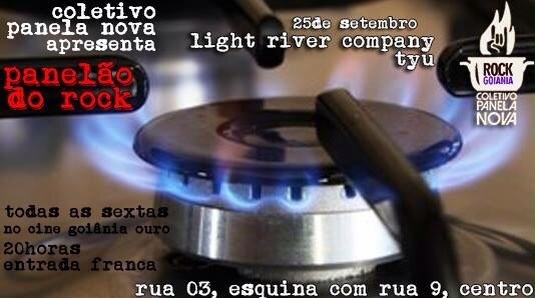 coletivo
panela nova
apresenta
panelão
do rock
25de setembro
light river company
tyu
ROCK
GOIANIA
COLETIVO
PANELA
NOVA
todas as sextas
no cine goiânia ouro
20horas
entrada franca
rua 03, esquina com rua 9, centro